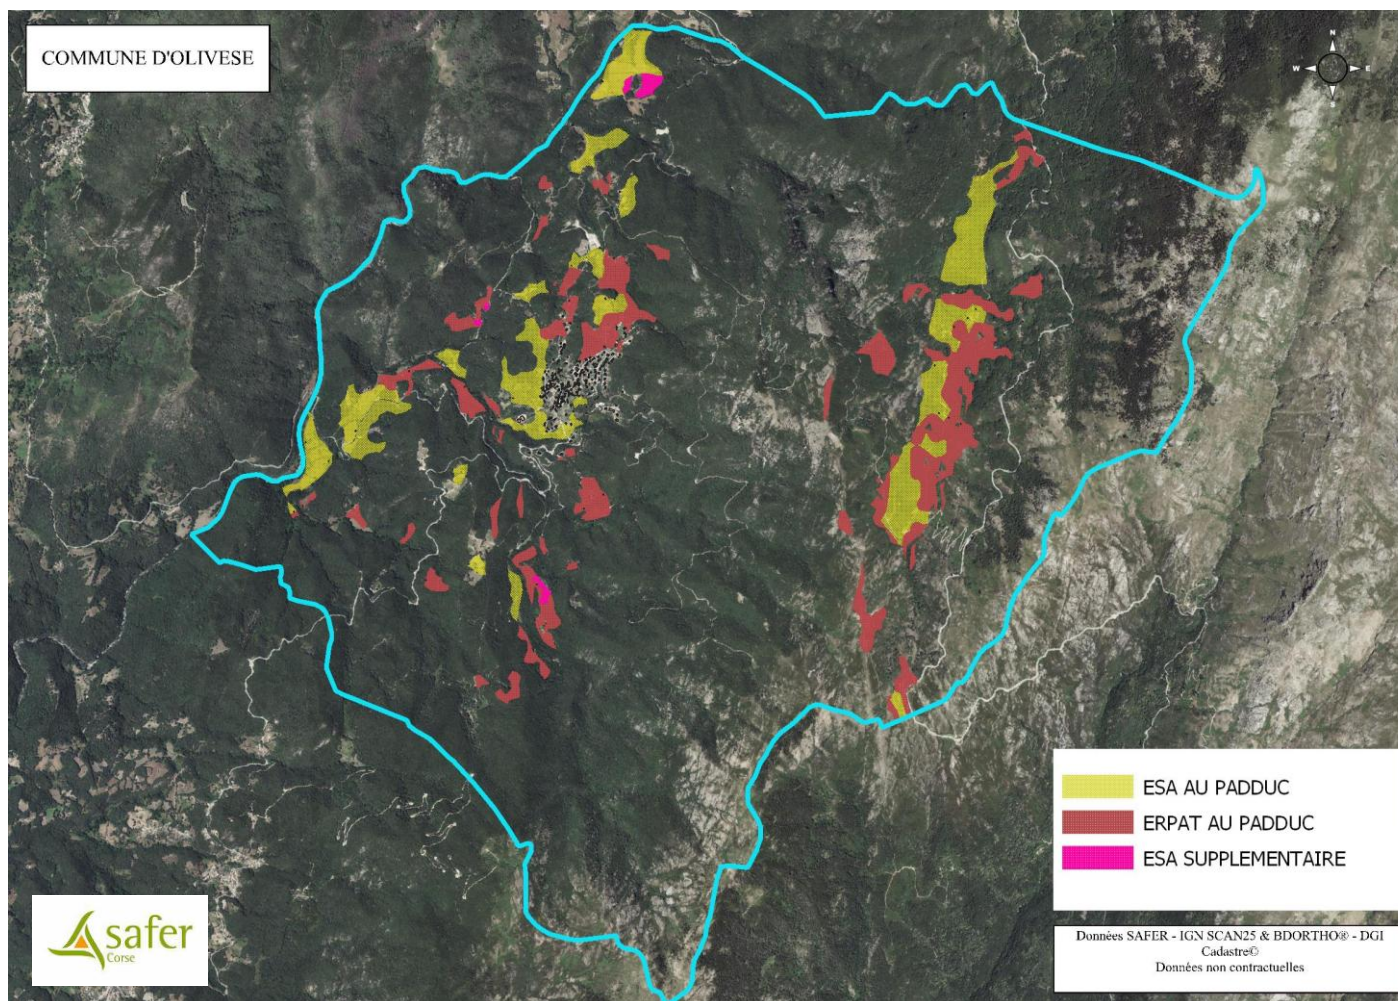 COMMUNE D'OLIVESE
N
W
E
S
ESA AU PADDUC
ERPAT AU PADDUC
ESA SUPPLEMENTAIRE
safer
Corse
Données SAFER - IGN SCAN25 & BDORTHO® - DGI
Cadastre©
Données non contractuelles